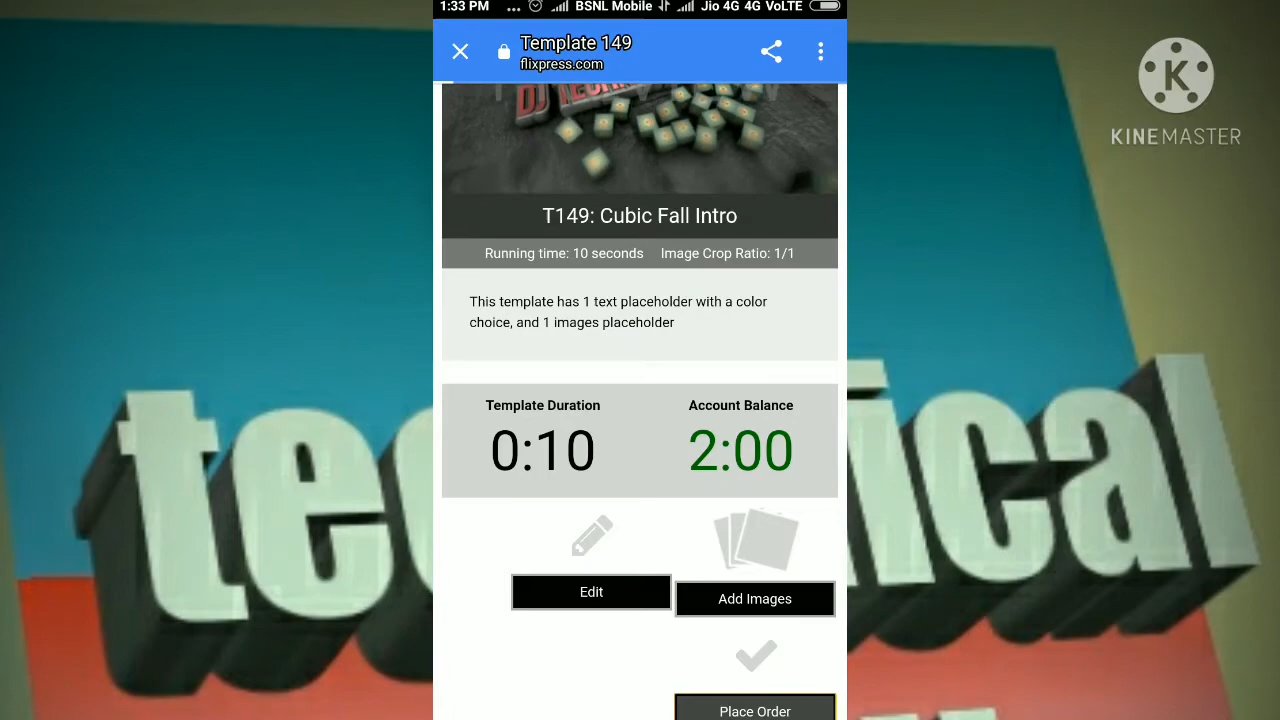 1:33 PM ... BSNL Mobile Jio 4G 4G VoLTE
Template 149
flixpress.com
KINEMASTER
T149: Cubic Fall Intro
Running time: 10 seconds Image Crop Ratio: 1/1
This template has 1 text placeholder with a color
choice, and 1 images placeholder
Template Duration Account Balance
0:10 2:00
Edit
Add Images
Place Order